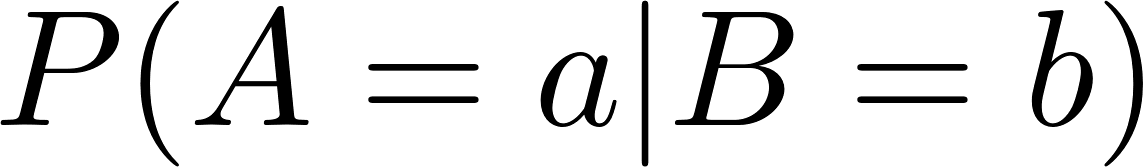 P(A = a|B = b)